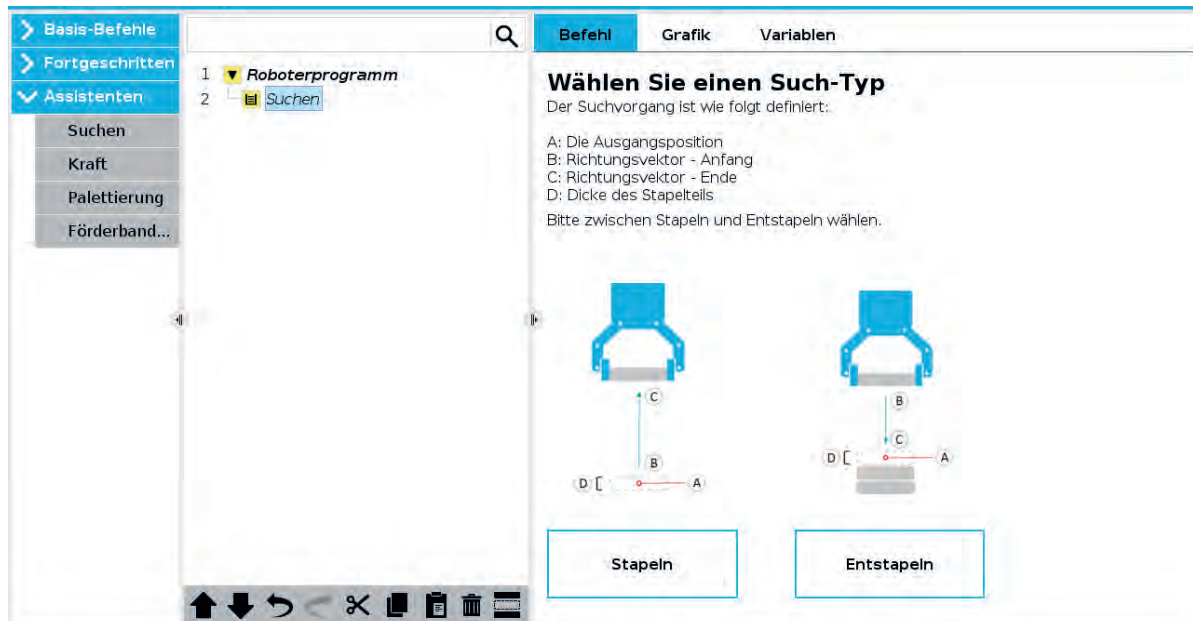 Basis-Befehle
Fortgeschritten
Assistenten
Suchen
Kraft
Palettierung
Förderband...
1 Roboterprogramm
2 Suchen
Befehl Grafik Variablen
Wählen Sie einen Such-Typ
Der Suchvorgang ist wie folgt definiert:
A: Die Ausgangsposition
B: Richtungsvektor - Anfang
C: Richtungsvektor - Ende
D: Dicke des Stapelteils
Bitte zwischen Stapeln und Entstapeln wählen.
C
B
D
A
B
C
D
A
Stapeln
Entstapeln